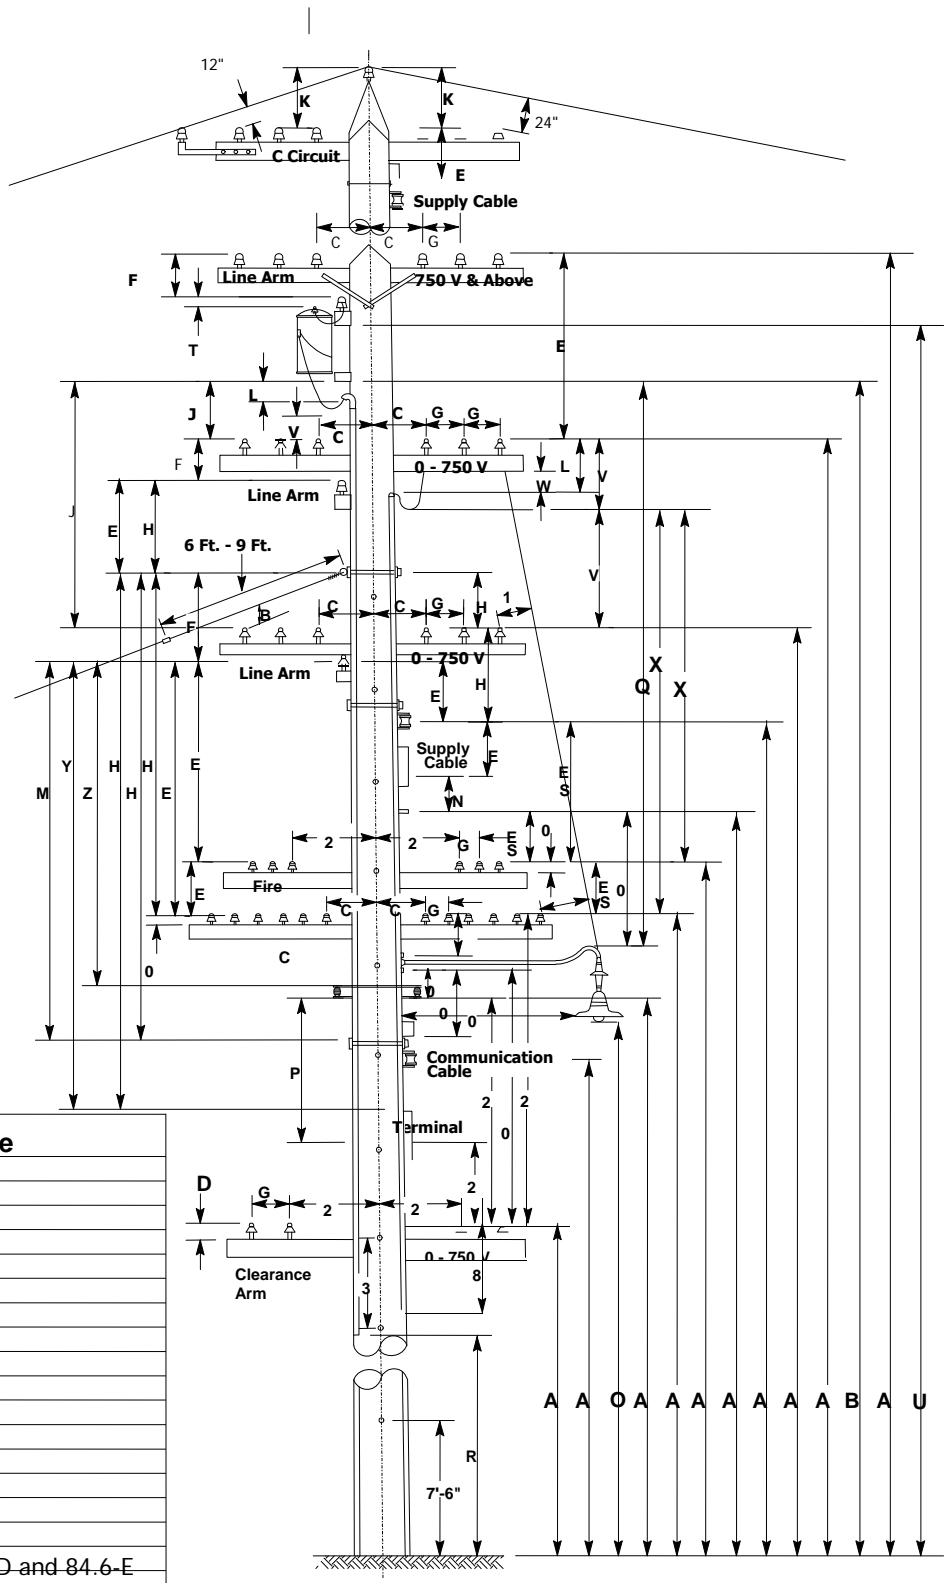 12"
K
K
24"
C Circuit
E
Supply Cable
C
C
G
F
Line Arm
750 V & Above
T
E
L
J
C
G
G
V
C
F
0 - 750 V
L
V
W
Line Arm
J
E
H
6 Ft. - 9 Ft.
V
B
F
C
C
G
H
1
0 - 750 V
Line Arm
X
Q
X
E
H
Supply
Cable
E
M
Y
Z
H
H
H
E
E
E
S
N
2
2
G
E
S
0
Fire
E
E
S
0
C
C
G
C
0
0
0
0
Communication
Cable
P
2
2
0
Terminal
e
D
G
2
2
2
0 - 750 V
Clearance
Arm
8
3
A
A
O
A
A
A
A
A
A
A
B
A
U
R
7'-6"
D and 84.6-E